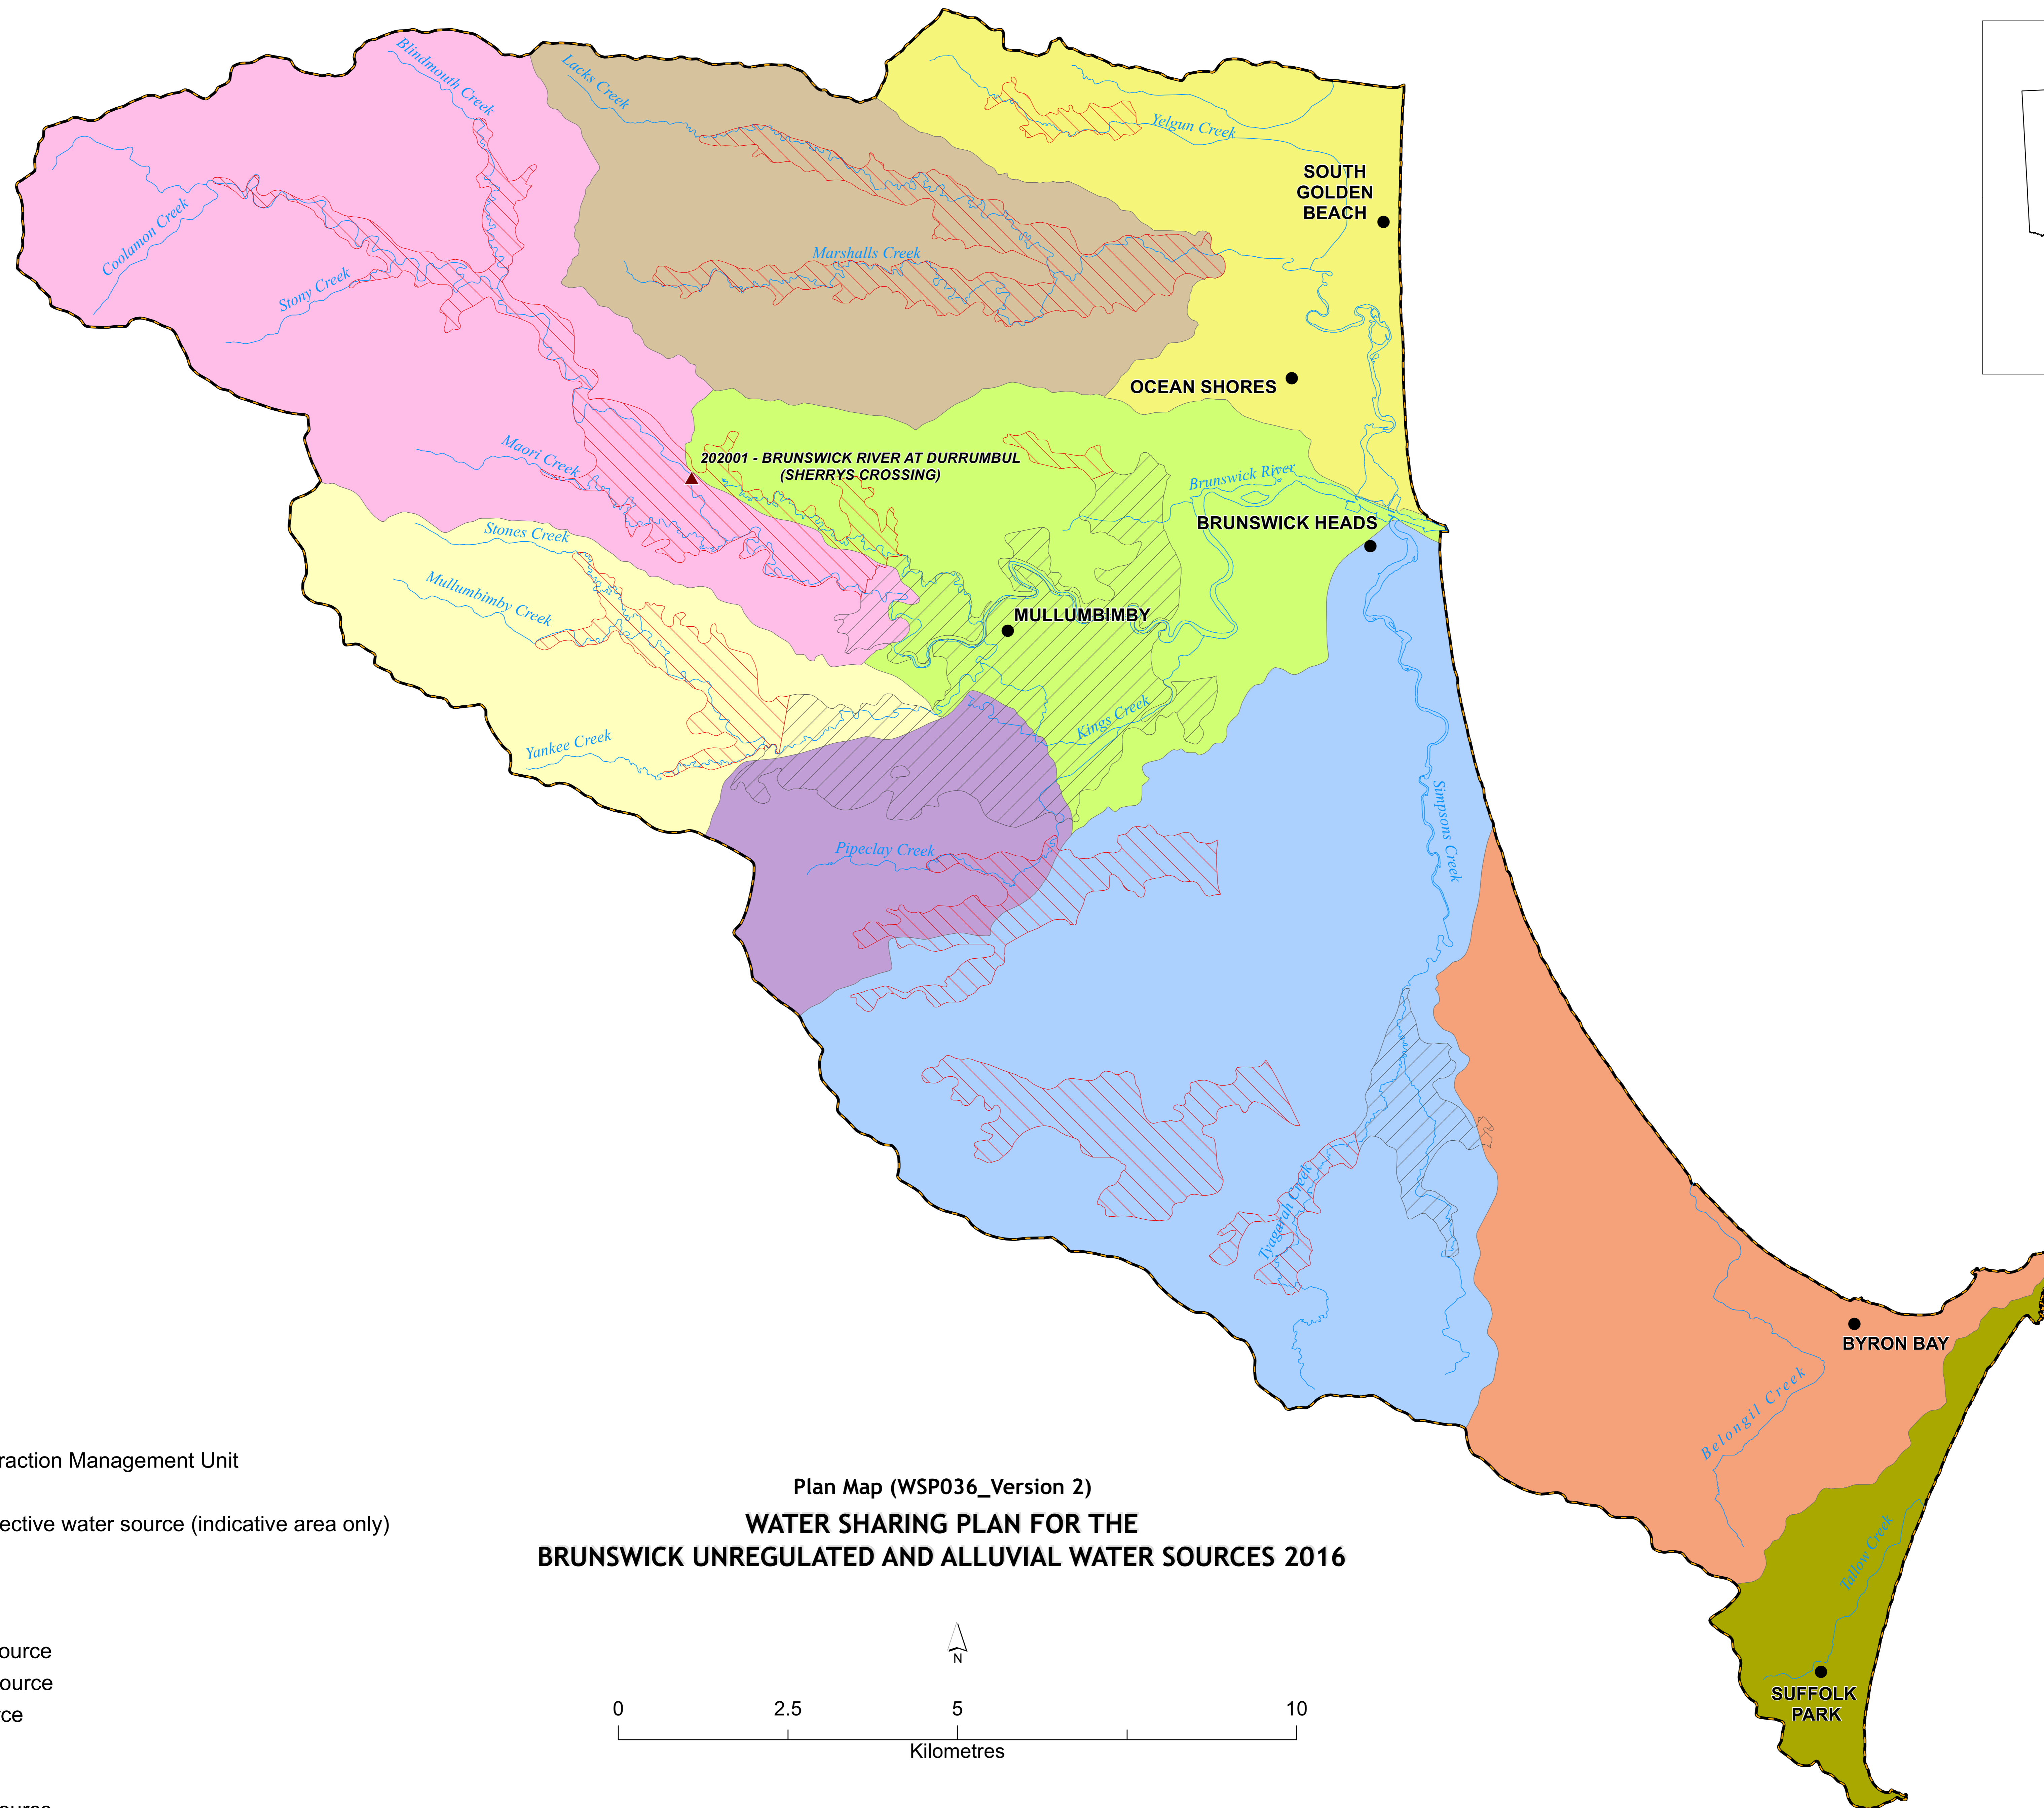 Blindmouth Creek
Lacks Creek
Yelgun Creek
SOUTH
GOLDEN
BEACH
Coolamon Creek
Stony Creek
Marshalls Creek
OCEAN SHORES
Maori Creek
202001 - BRUNSWICK RIVER AT DURRUMBUL
(SHERRYS CROSSING)
Brunswick River
BRUNSWICK HEADS
Stones Creek
Mullumbimby Creek
MULLUMBIMBY
Kings Creek
Yankee Creek
Simpsons Creek
Pipeclay Creek
Tyagarah Creek
BYRON BAY
Belongil Creek
Tallow Creek
SUFFOLK
PARK
raction Management Unit
ective water source (indicative area only)
ource
ource
rce
Plan Map (WSP036_Version 2)
WATER SHARING PLAN FOR THE
BRUNSWICK UNREGULATED AND ALLUVIAL WATER SOURCES 2016
N
0 2.5 5 10
Kilometres